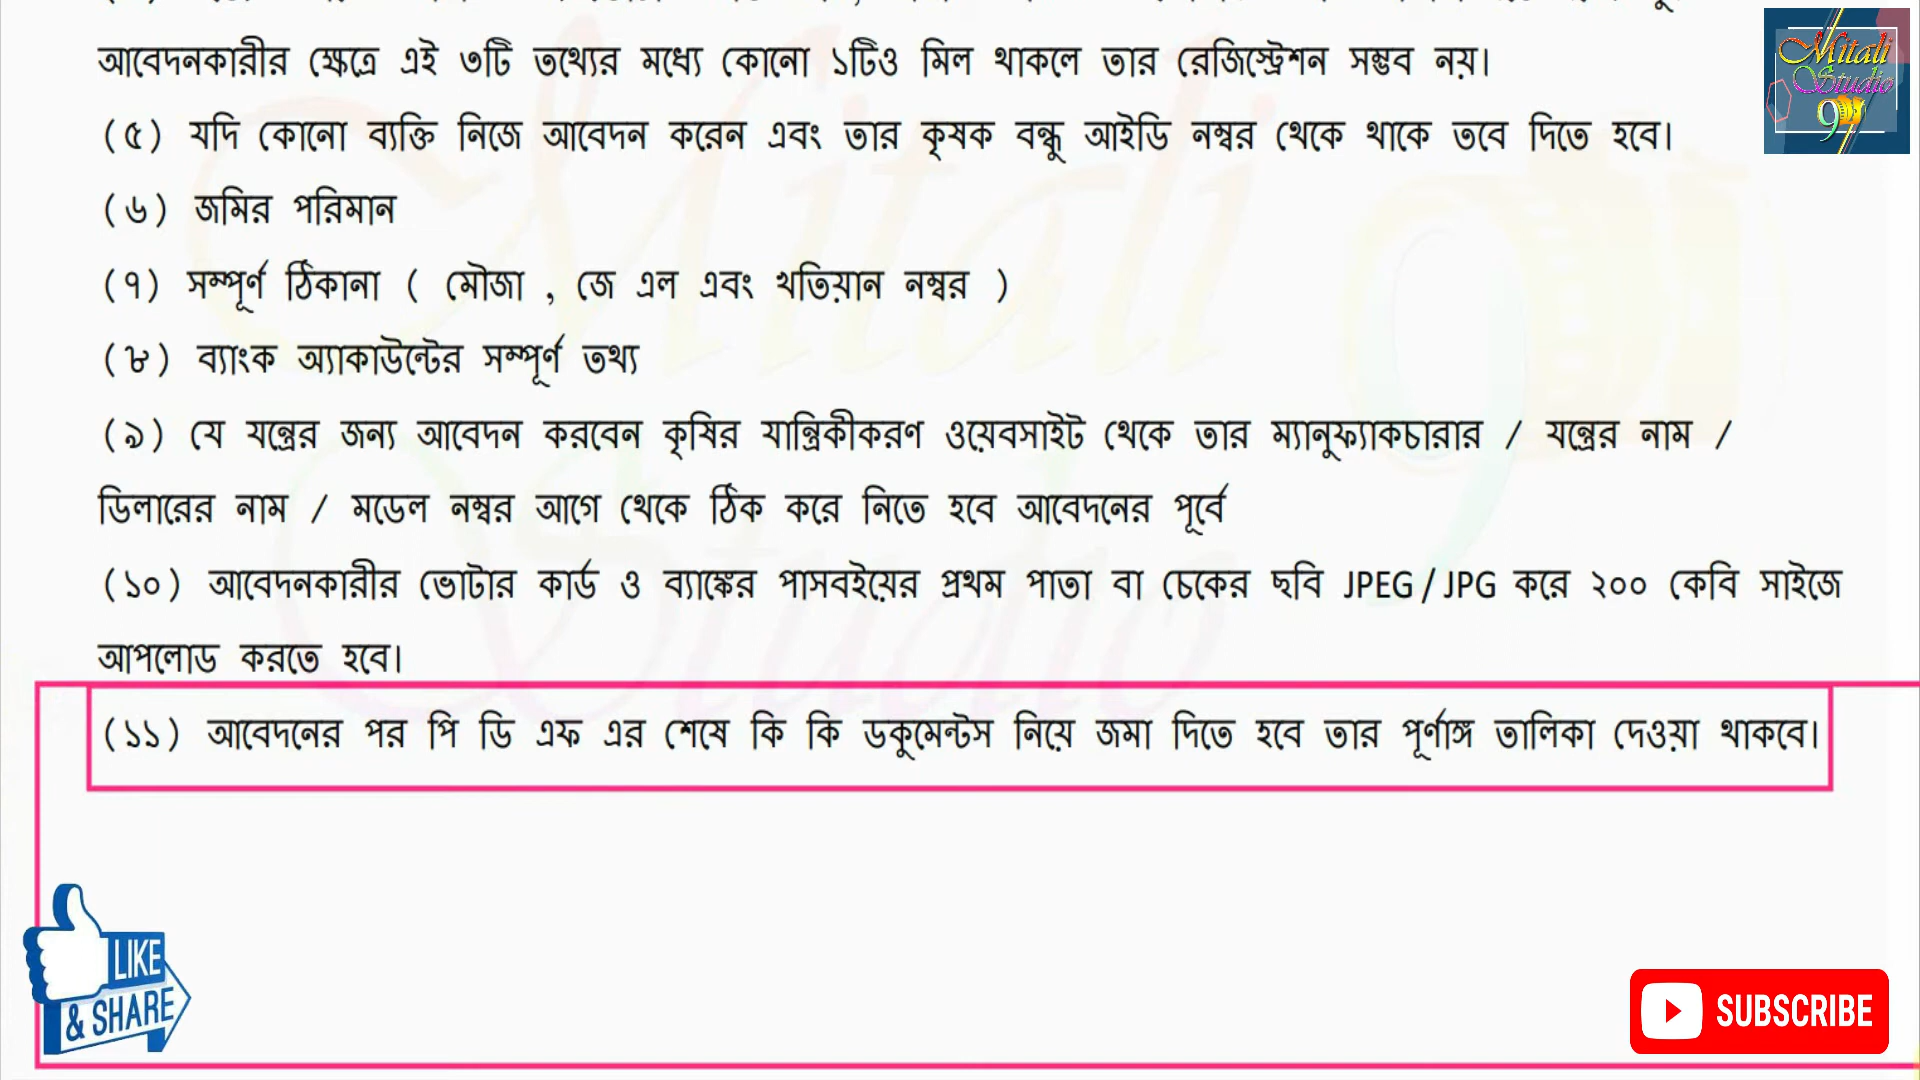 আবেদনকারীর ক্ষেত্রে এই ৩টি তথ্যের মধ্যে কোনো ১টিও মিল থাকলে তার রেজিস্ট্রেশন সম্ভব নয়।
(৫) যদি কোনো ব্যক্তি নিজে আবেদন করেন এবং তার কৃষক বন্ধু আইডি নম্বর থেকে থাকে তবে দিতে হবে।
(৬) জমির পরিমান
(৭) সম্পূর্ণ ঠিকানা ( মৌজা , জে এল এবং খতিয়ান নম্বর )
(৮) ব্যাংক অ্যাকাউন্টের সম্পূর্ণ তথ্য
(৯) যে যন্ত্রের জন্য আবেদন করবেন কৃষির যান্ত্রিকীকরণ ওয়েবসাইট থেকে তার ম্যানুফ্যাকচারার / যন্ত্রের নাম /
ডিলারের নাম / মডেল নম্বর আগে থেকে ঠিক করে নিতে হবে আবেদনের পূর্বে
(১০) আবেদনকারীর ভোটার কার্ড ও ব্যাঙ্কের পাসবইয়ের প্রথম পাতা বা চেকের ছবি JPEG/JPG করে ২০০ কেবি সাইজে
আপলোড করতে হবে।
(১১) আবেদনের পর পি ডি এফ এর শেষে কি কি ডকুমেন্টস নিয়ে জমা দিতে হবে তার পূর্ণাঙ্গ তালিকা দেওয়া থাকবে।
Mitali
Studio
9
LIKE
& SHARE
SUBSCRIBE